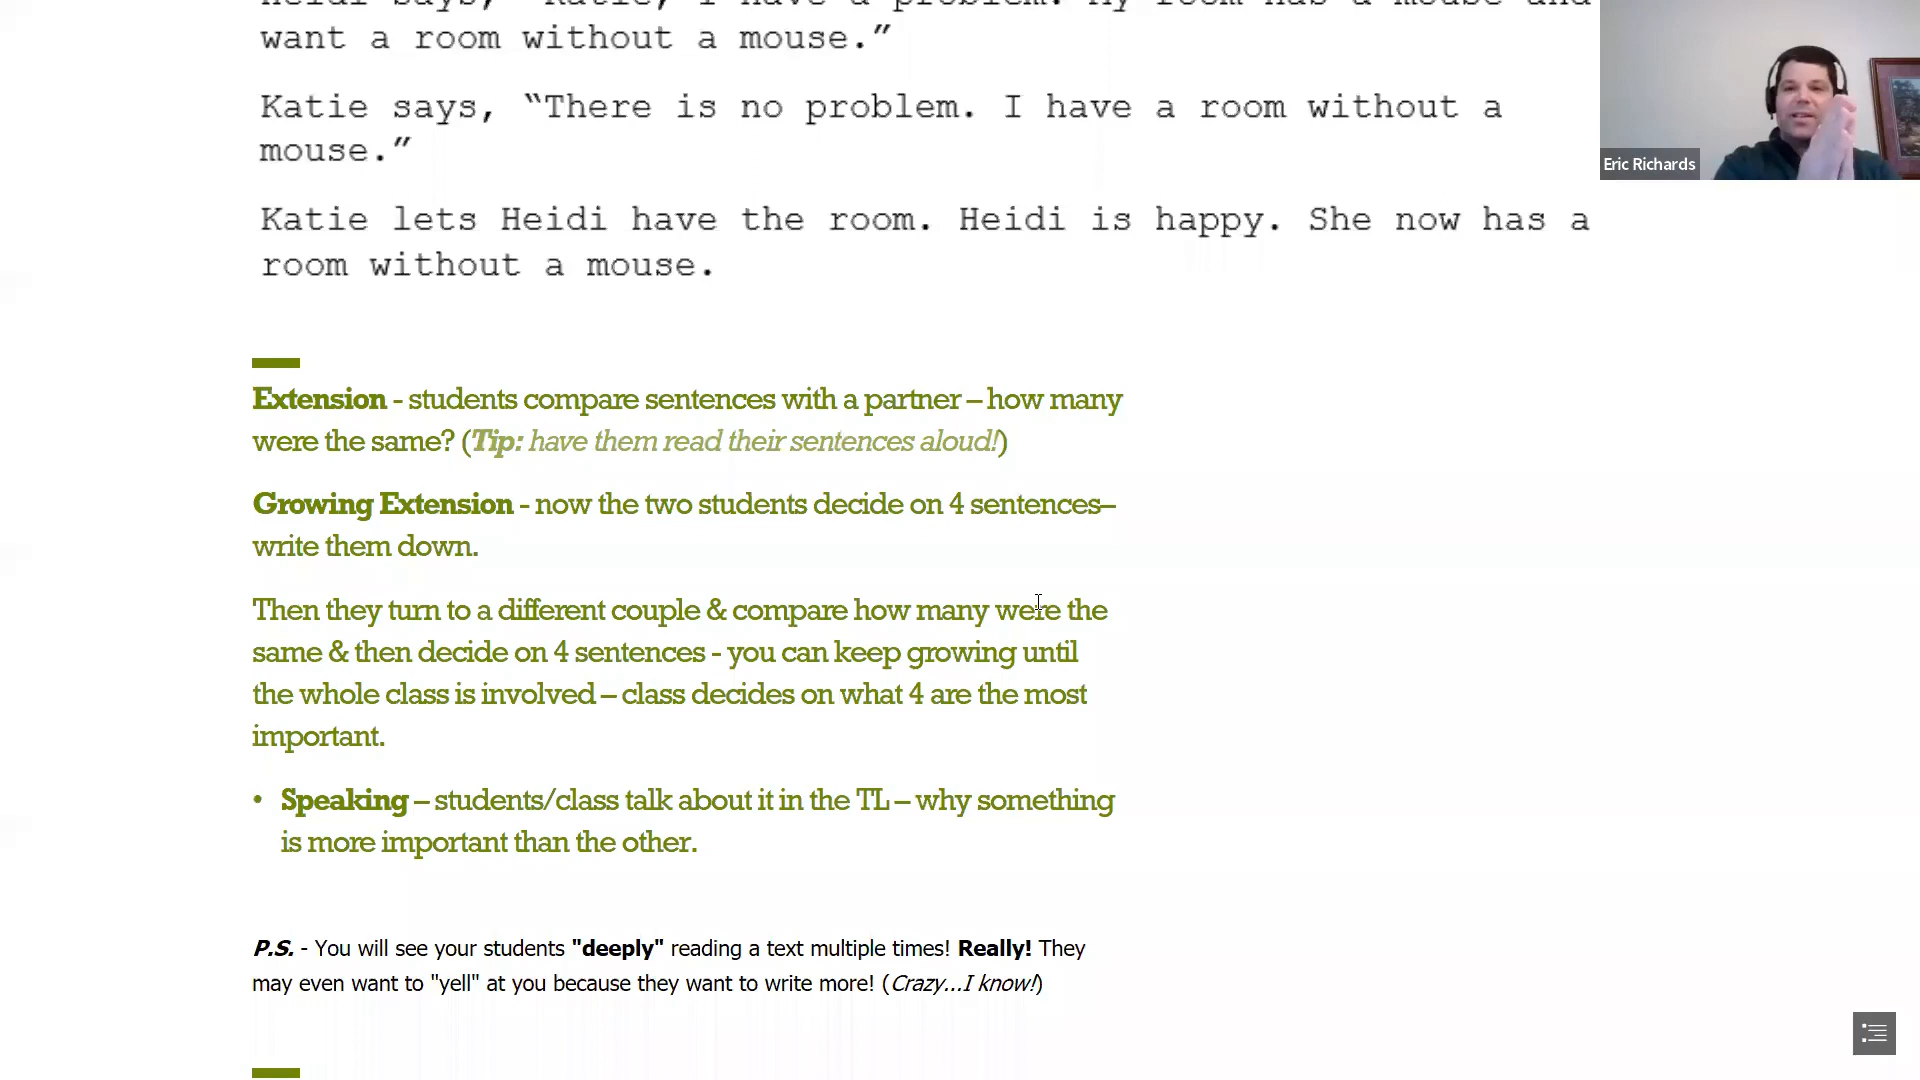 want a room without a mouse.”
Eric Richards
Katie says, “There is no problem. I have a room without a
mouse.”
Katie lets Heidi have the room. Heidi is happy. She now has a
room without a mouse.
Extension - students compare sentences with a partner – how many
were the same? (Tip: have them read their sentences aloud!)
Growing Extension - now the two students decide on 4 sentences–
write them down.
Then they turn to a different couple & compare how many were the
same & then decide on 4 sentences - you can keep growing until
the whole class is involved – class decides on what 4 are the most
important.
• Speaking – students/class talk about it in the TL – why something
is more important than the other.
P.S. - You will see your students "deeply" reading a text multiple times! Really! They
may even want to "yell" at you because they want to write more! (Crazy...I know!)